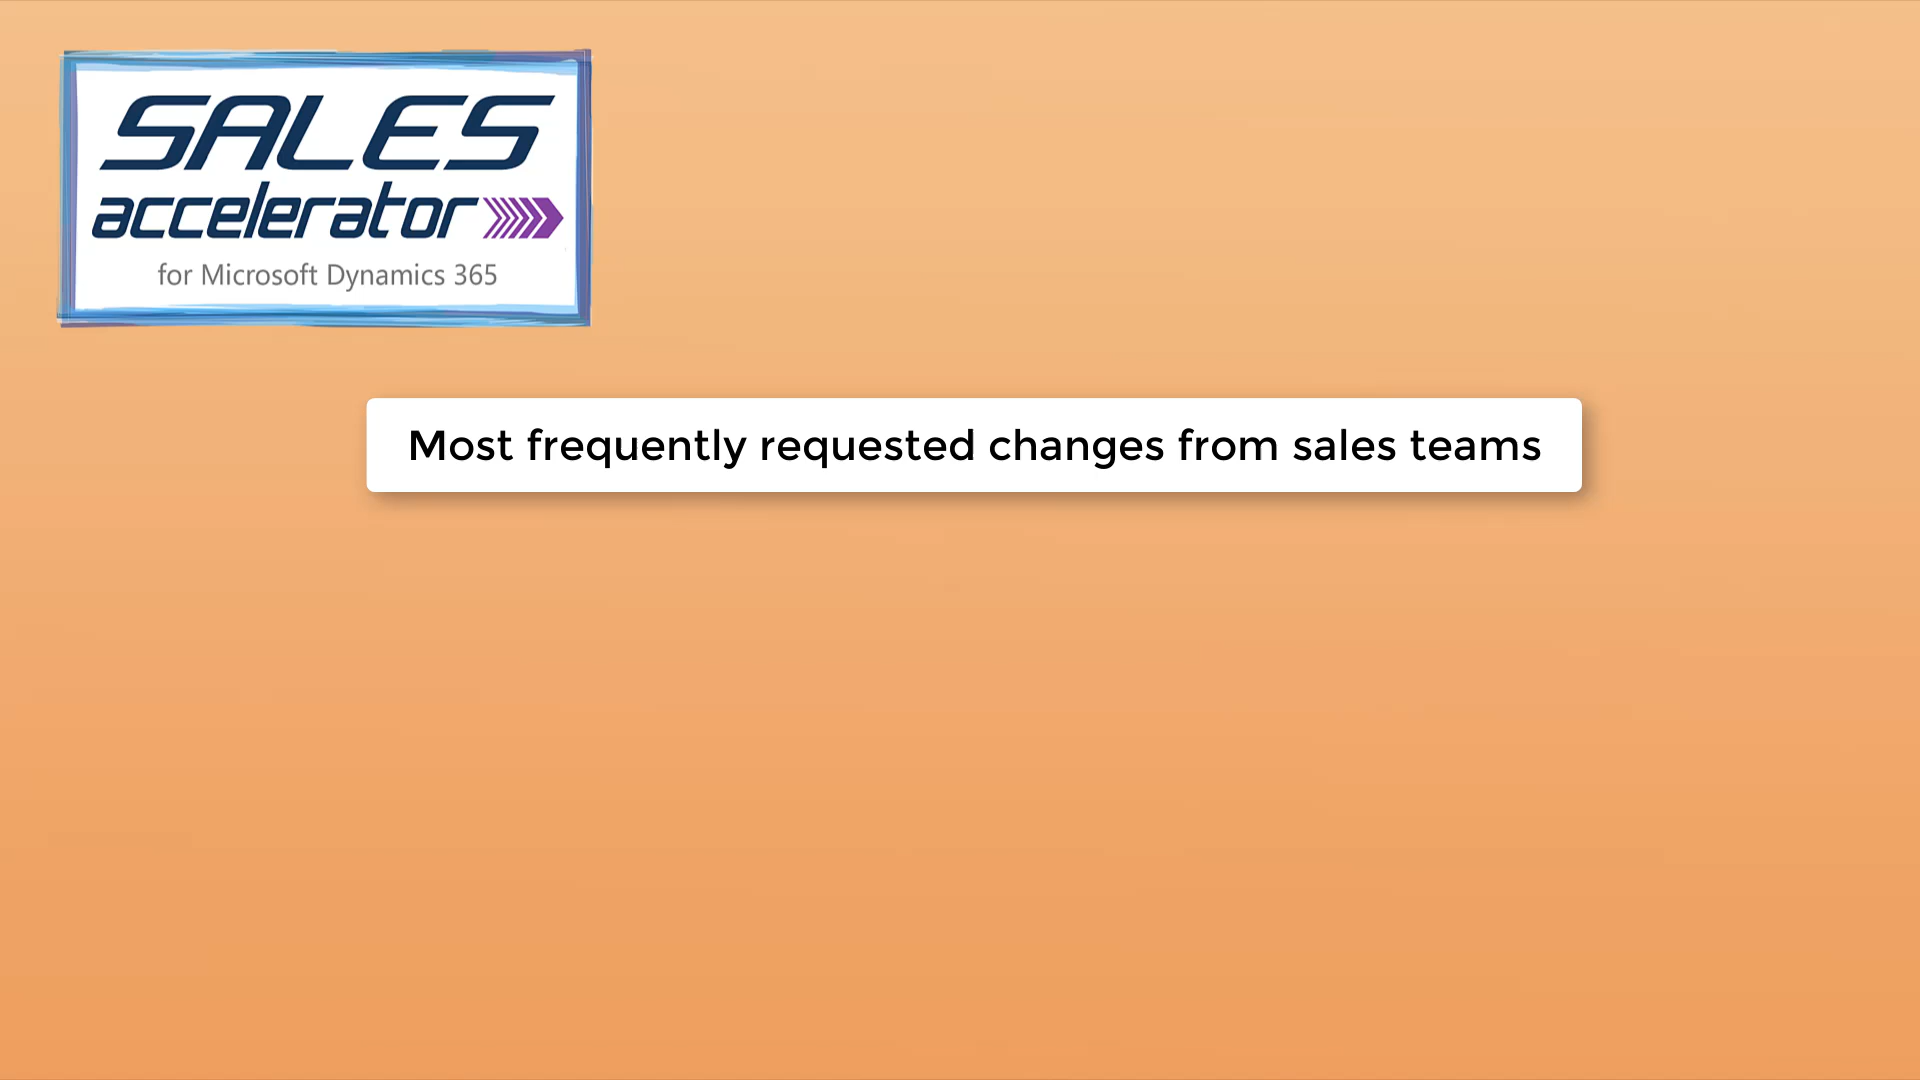 SALES
accelerator
for Microsoft Dynamics 365
Most frequently requested changes from sales teams